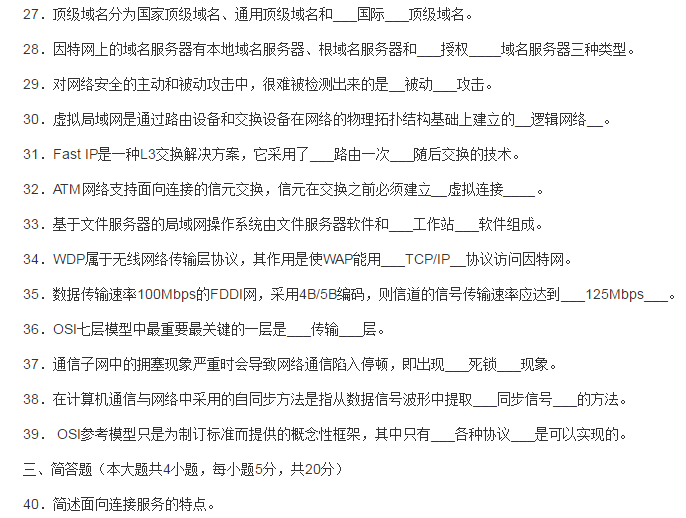 27．顶级域名分为国家顶级域名、通用顶级域名和___国际___顶级域名。
28．因特网上的域名服务器有本地域名服务器、根域名服务器和___授权____域名服务器三种类型。
29．对网络安全的主动和被动攻击中，很难被检测出来的是__被动___攻击。
30．虚拟局域网是通过路由设备和交换设备在网络的物理拓扑结构基础上建立的__逻辑网络__。
31．Fast IP是一种L3交换解决方案，它采用了___路由一次___随后交换的技术。
32．ATM网络支持面向连接的信元交换，信元在交换之前必须建立__虚拟连接____。
33．基于文件服务器的局域网操作系统由文件服务器软件和___工作站___软件组成。
34．WDP属于无线网络传输层协议，其作用是使WAP能用___TCP/IP__协议访问因特网。
35．数据传输速率100Mbps的FDDI网，采用4B/5B编码，则信道的信号传输速率应达到___125Mbps___。
36．OSI七层模型中最重要最关键的一层是___传输___层。
37．通信子网中的拥塞现象严重时会导致网络通信陷入停顿，即出现___死锁___现象。
38．在计算机通信与网络中采用的自同步方法是指从数据信号波形中提取___同步信号___的方法。
39． OSI参考模型只是为制订标准而提供的概念性框架，其中只有___各种协议___是可以实现的。
三、简答题（本大题共4小题，每小题5分，共20分）
40．简述面向连接服务的特点。